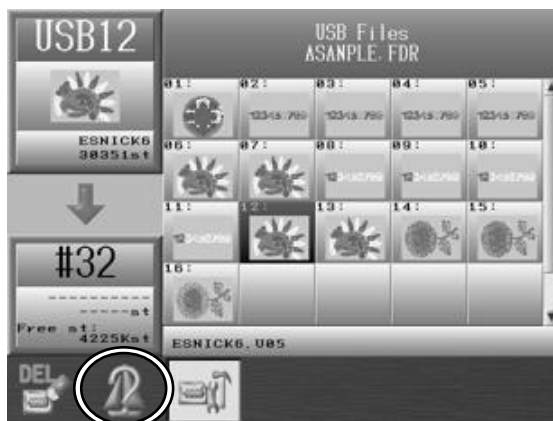 USB12
ESNICK6
30351st
#32
----------
-----st
Free st:
4225Kst
USB Files
ASANPLE.FDR
01:
02:
03:
04:
05:
06:
07:
08:
09:
10:
11:
12:
13:
14:
15:
16:
ESNICK6.U05
DEL